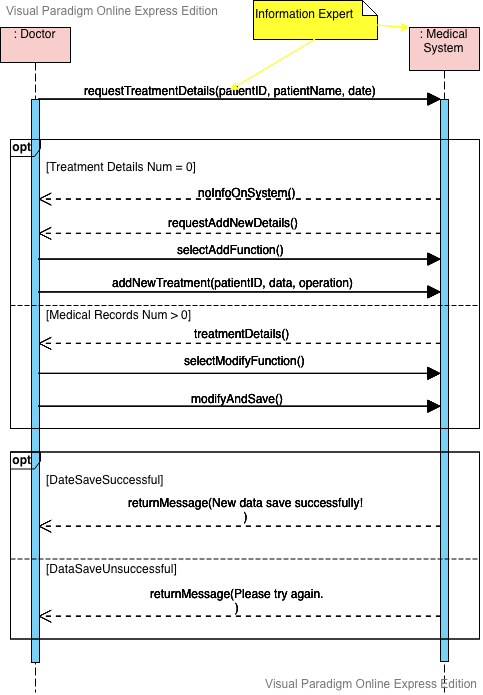 Visual Paradigm Online Express Edition
Information Expert
: Doctor
: Medical
System
requestTreatmentDetails(patientID, patientName, date)
opt
[Treatment Details Num = 0]
noInfoOnSystem()
requestAddNewDetails()
selectAddFunction()
addNewTreatment(patientID, data, operation)
[Medical Records Num > 0]
treatmentDetails()
selectModifyFunction()
modifyAndSave()
opt
[DateSaveSuccessful]
returnMessage(New data save successfully!
)
[DataSaveUnsuccessful]
returnMessage(Please try again.
)
Visual Paradigm Online Express Edition